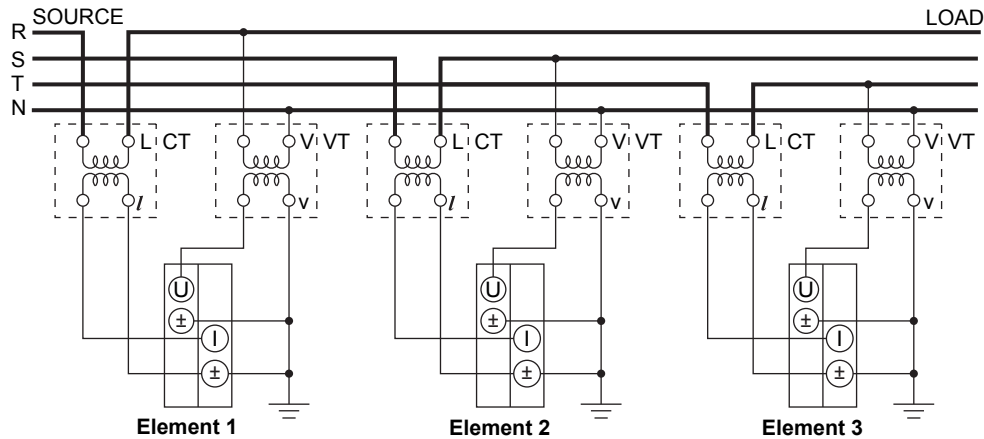 SOURCE LOAD
R
S
T
N
L CT V VT L CT V VT L CT V VT
l v l v l v
U U U
± ± ±
I I I
± ± ±
Element 1 Element 2 Element 3